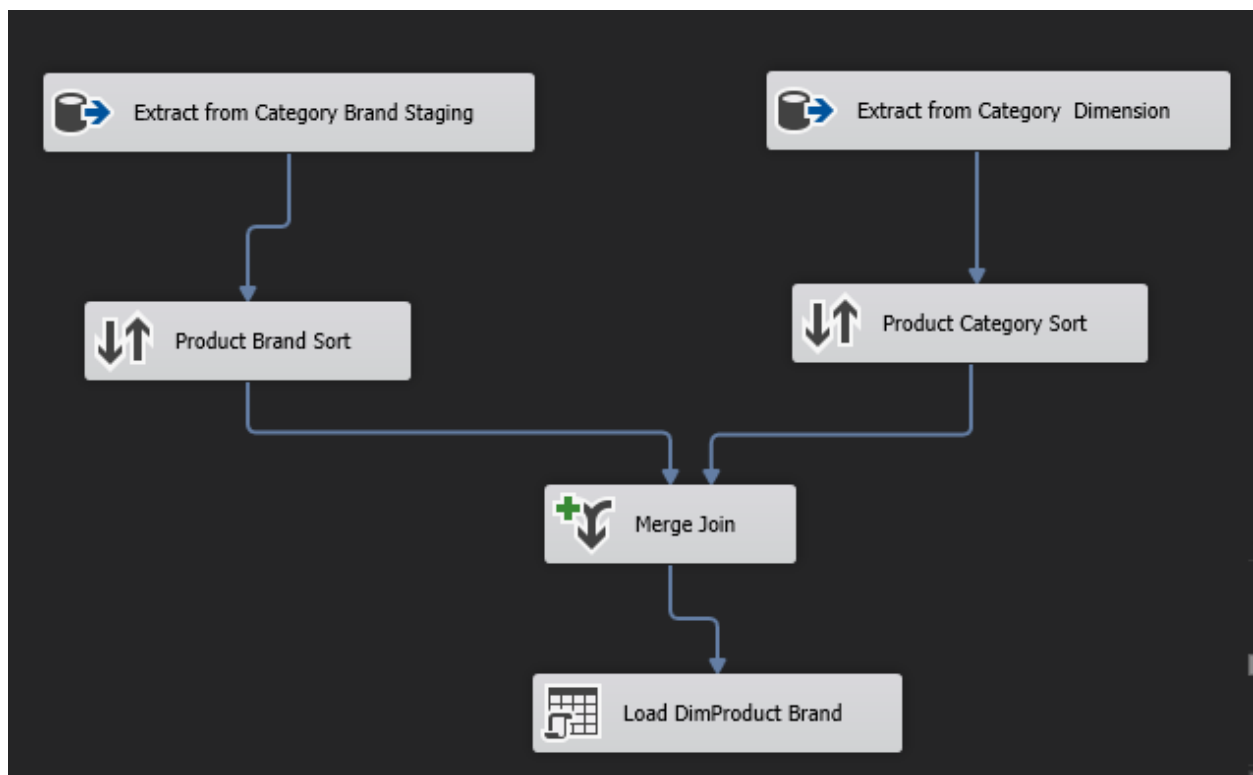 Extract from Category Brand Staging
Extract from Category  Dimension
Product Brand Sort
Product Category Sort
Merge Join
Load DimProduct Brand